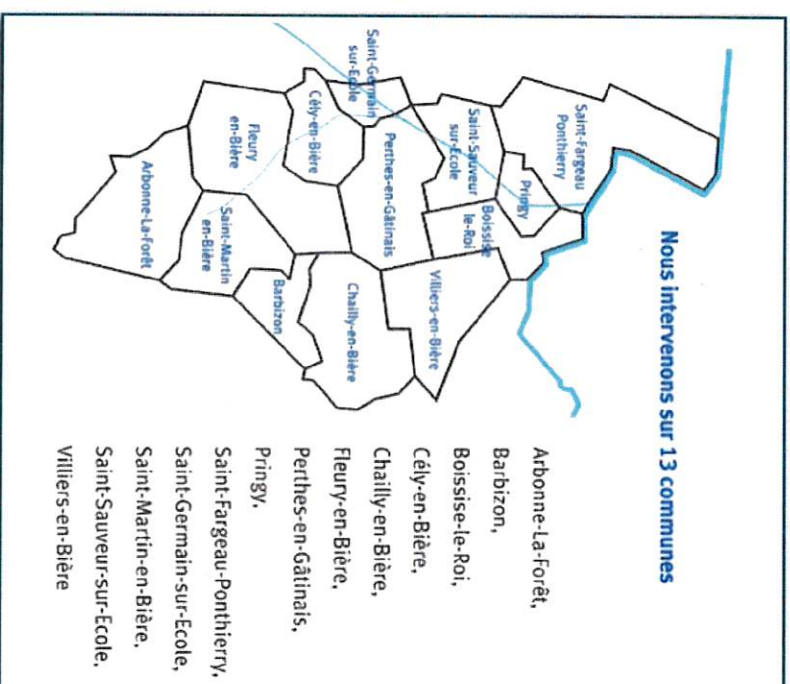 Nous intervenons sur 13 communes
Saint-Fargeau
Ponthierry
Pringy
Saint-Sauveur
sur-Ecole
Boissise
le-Roi
Saint-Germain
sur-Ecole
Perthes-en-Gâtinais
Villiers-en-Bière
Cély-en-Bière
Chailly-en-Bière
Fleury
en-Bière
Saint-Martin
en-Bière
Barbizon
Arbonne-La-Forêt
Arbonne-La-Forêt,
Barbizon,
Boissise-le-Roi,
Cély-en-Bière,
Chailly-en-Bière,
Fleury-en-Bière,
Perthes-en-Gâtinais,
Pringy,
Saint-Fargeau-Ponthierry,
Saint-Germain-sur-Ecole,
Saint-Martin-en-Bière,
Saint-Sauveur-sur-Ecole,
Villiers-en-Bière